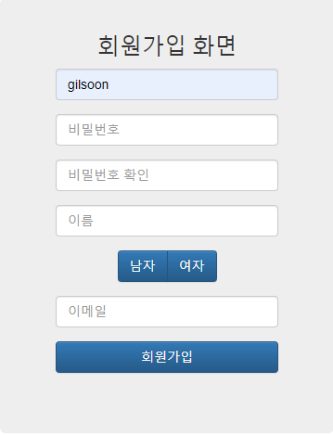 회원가입 화면
gilsoon
비밀번호
비밀번호 확인
이름
남자 여자
이메일
회원가입